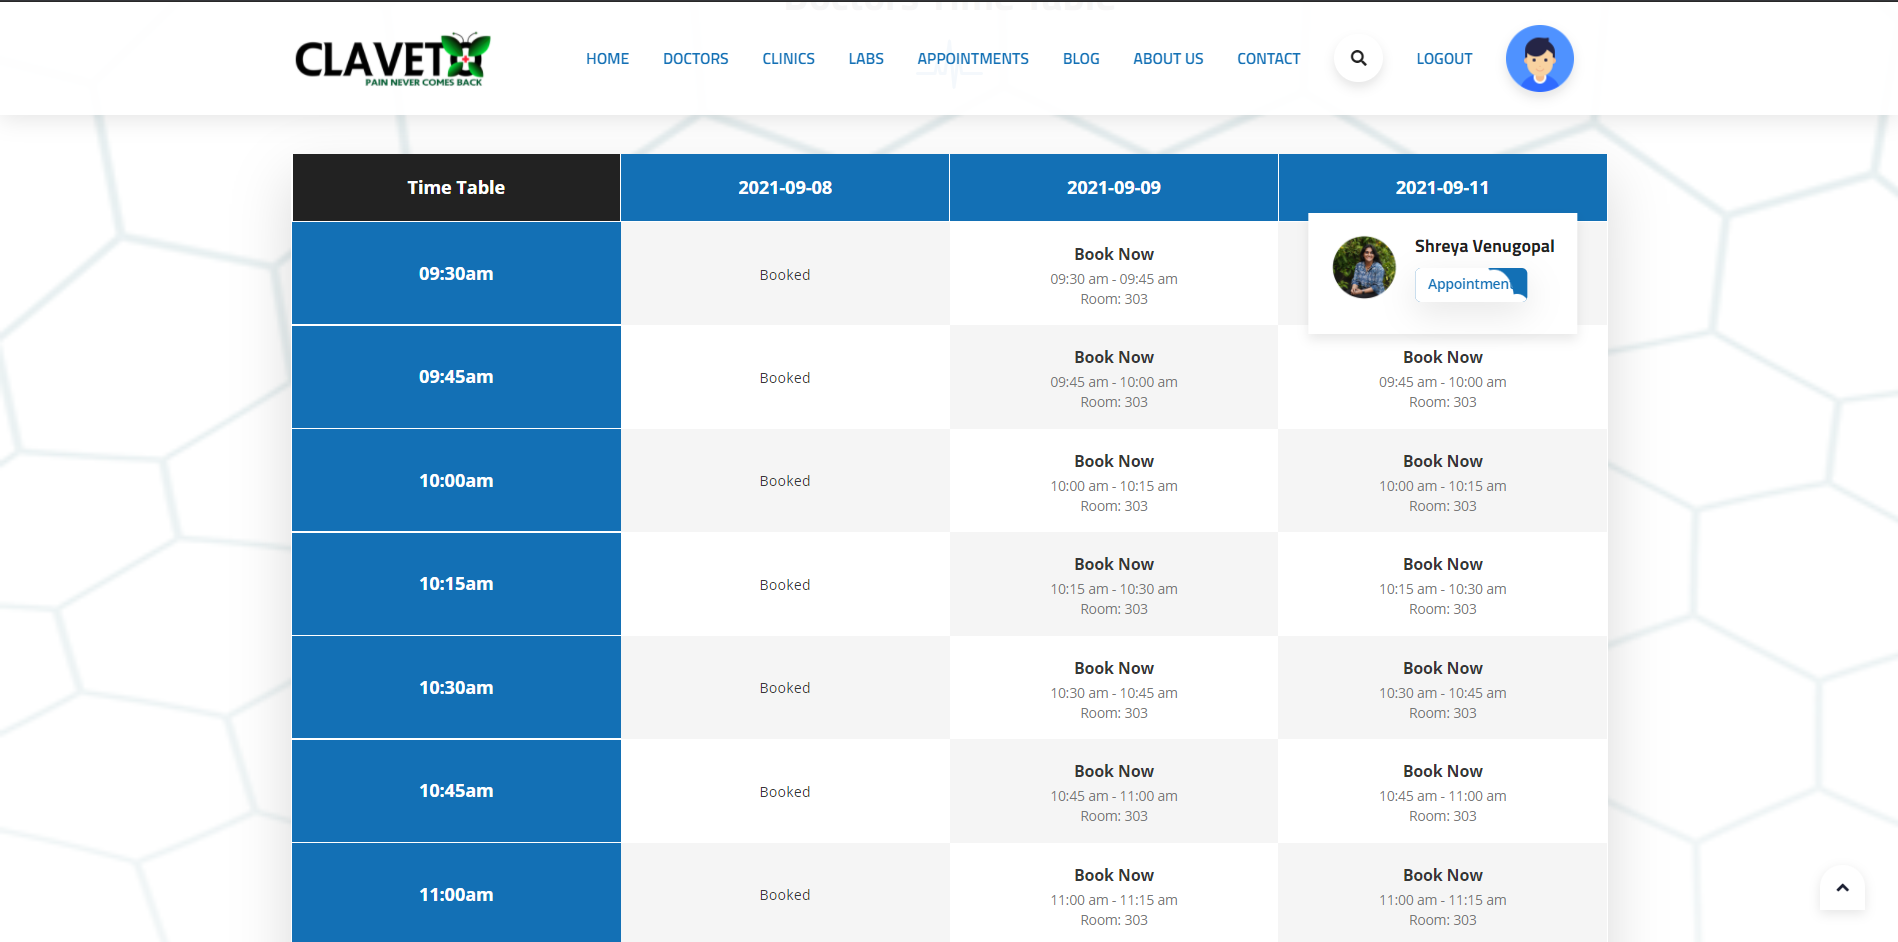 Doctors Time Table
CLAVETO
PAIN NEVER COMES BACK
HOME DOCTORS CLINICS LABS APPOINTMENTS BLOG ABOUT US CONTACT LOGOUT
Time Table 2021-09-08 2021-09-09 2021-09-11
09:30am
Booked
Book Now
09:30 am - 09:45 am
Room: 303
Shreya Venugopal
Appointment
09:45am
Booked
Book Now
09:45 am - 10:00 am
Room: 303
Book Now
09:45 am - 10:00 am
Room: 303
10:00am
Booked
Book Now
10:00 am - 10:15 am
Room: 303
Book Now
10:00 am - 10:15 am
Room: 303
10:15am
Booked
Book Now
10:15 am - 10:30 am
Room: 303
Book Now
10:15 am - 10:30 am
Room: 303
10:30am
Booked
Book Now
10:30 am - 10:45 am
Room: 303
Book Now
10:30 am - 10:45 am
Room: 303
10:45am
Booked
Book Now
10:45 am - 11:00 am
Room: 303
Book Now
10:45 am - 11:00 am
Room: 303
11:00am
Booked
Book Now
11:00 am - 11:15 am
Room: 303
Book Now
11:00 am - 11:15 am
Room: 303